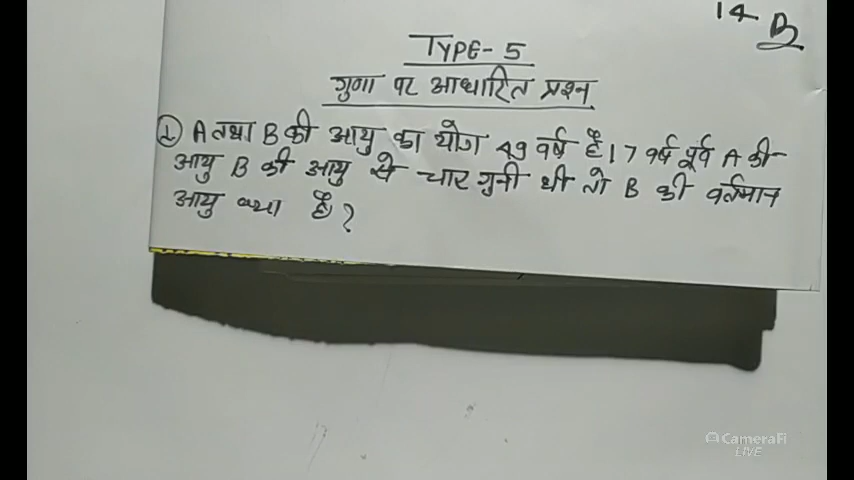 14 B
TYPE-5
गुणा पर आधारित प्रश्न
① A तथा B की आयु का योग 49 वर्ष है। 7 वर्ष पूर्व A की
आयु B की आयु से चार गुनी थी तो B की वर्तमान
आयु क्या है?
CameraFi
LIVE